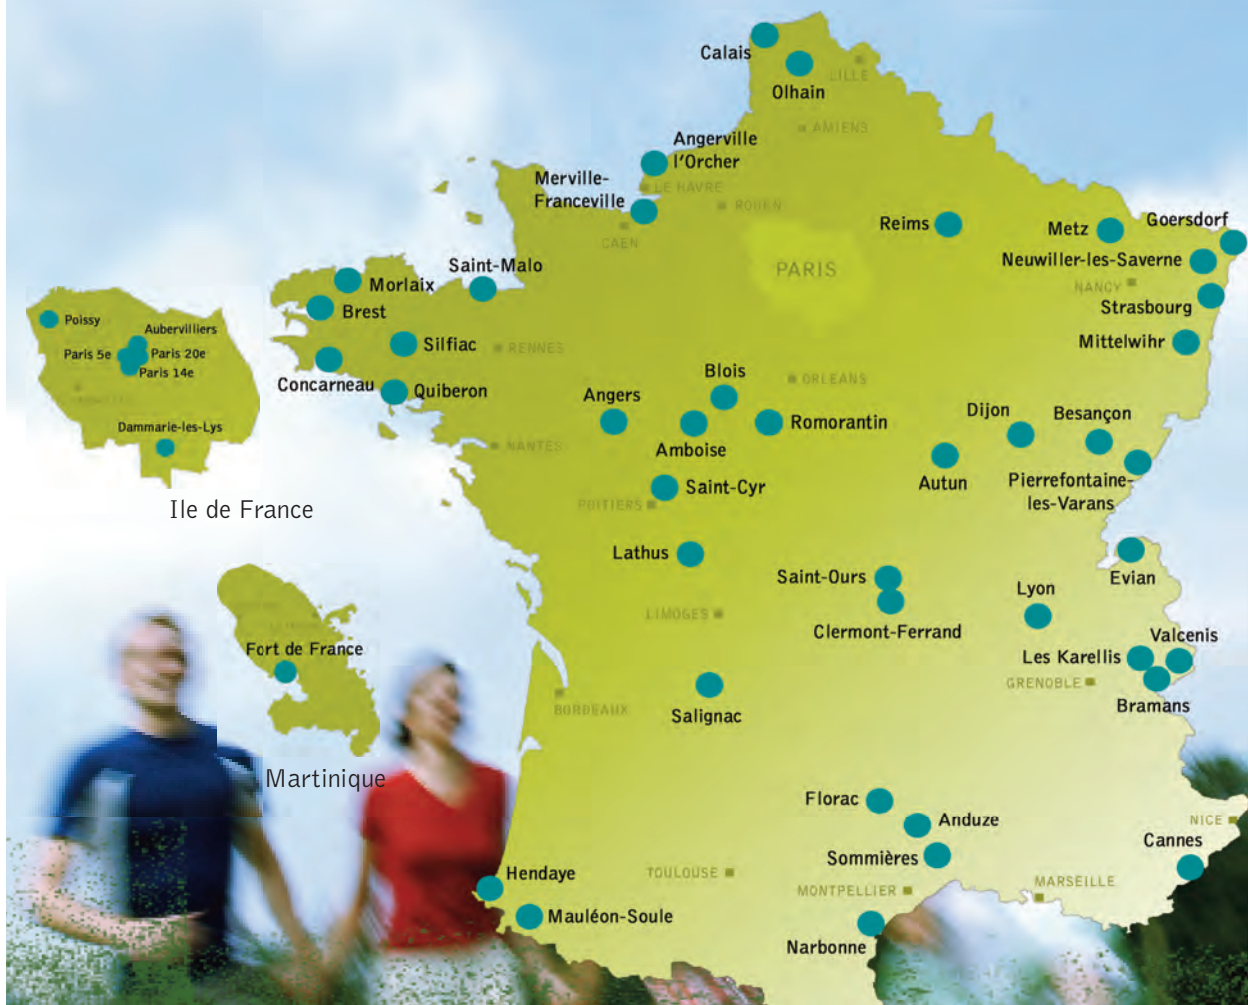 Calais
LILLE
Olhain
AMIENS
Angerville
l'Orcher
Merville-
Franceville
LE HAVRE
ROUEN
CAEN
Reims
Metz
Goersdorf
Neuwiller-les-Saverne
NANCY
Strasbourg
Mittelwihr
PARIS
Saint-Malo
Morlaix
Brest
Silfiac
RENNES
Concarneau
Quiberon
Poissy
Aubervilliers
Paris 5e
Paris 20e
Paris 14e
Dammarie-les-Lys
Ile de France
Blois
ORLEANS
Angers
Amboise
Romorantin
NANTES
Dijon
Besançon
Autun
Pierrefontaine-
les-Varans
Saint-Cyr
POITIERS
Lathus
Saint-Ours
Clermont-Ferrand
Evian
Lyon
LIMOGES
Valcenis
Les Karellis
GRENOBLE
Bramans
Fort de France
Martinique
BORDEAUX
Salignac
Florac
Anduze
Sommières
NICE
Cannes
TOULOUSE
MONTPELLIER
MARSEILLE
Hendaye
Mauléon-Soule
Narbonne